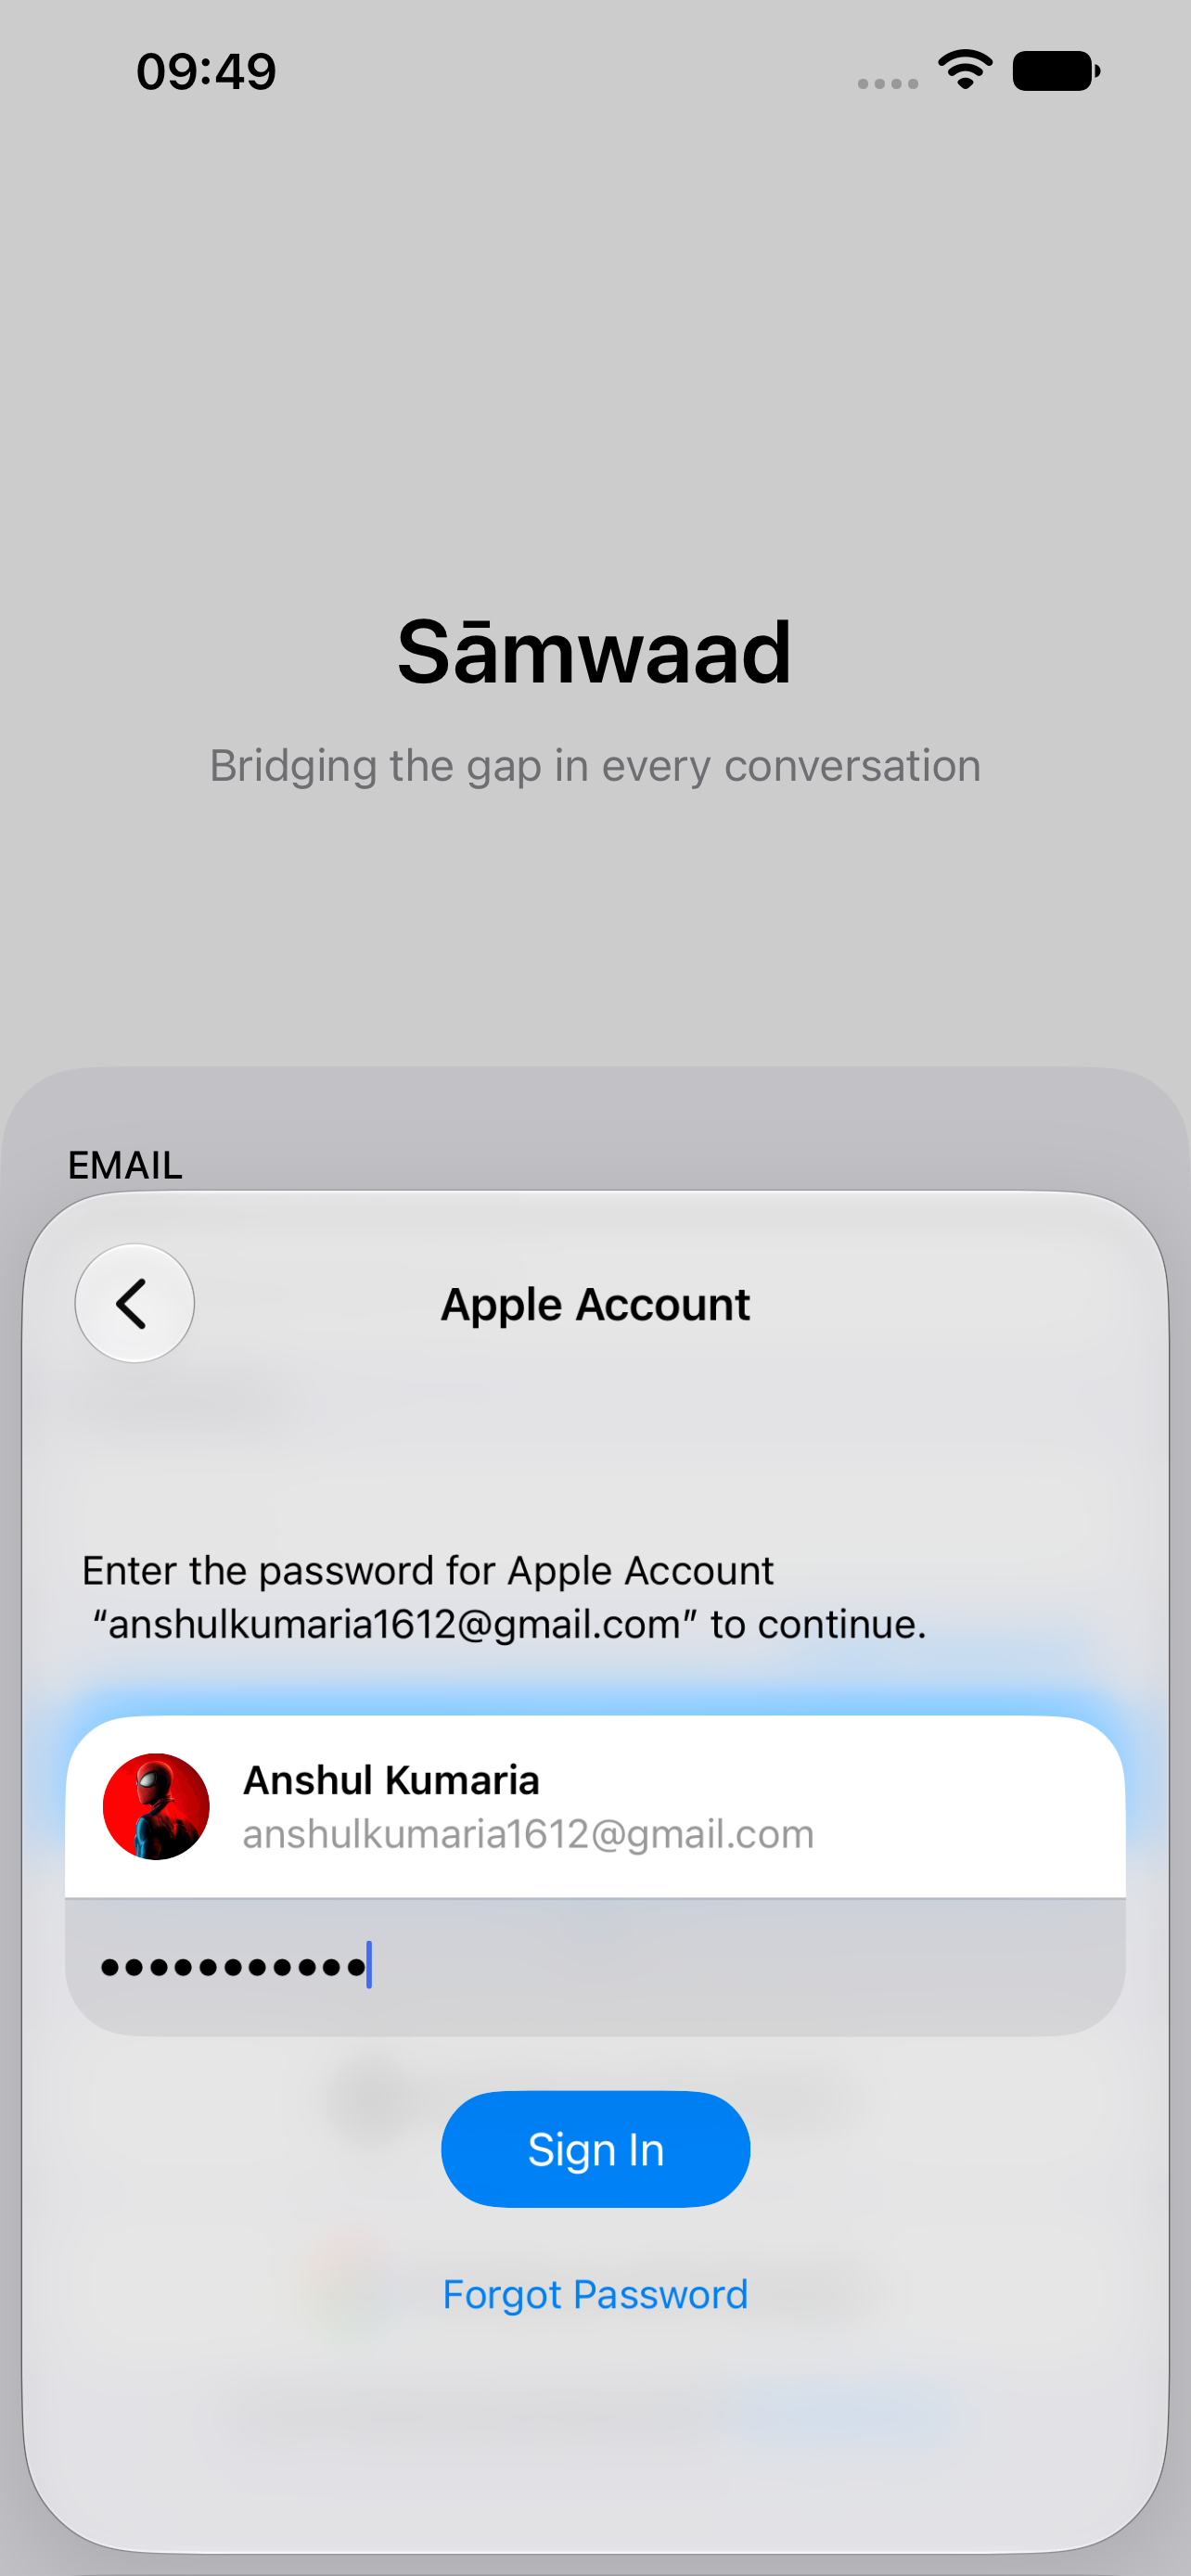 09:49
Sāmwaad
Bridging the gap in every conversation
EMAIL
Apple Account
Enter the password for Apple Account
“anshulkumaria1612@gmail.com” to continue.
Anshul Kumaria
anshulkumaria1612@gmail.com
•••••••••••
Sign In
Forgot Password